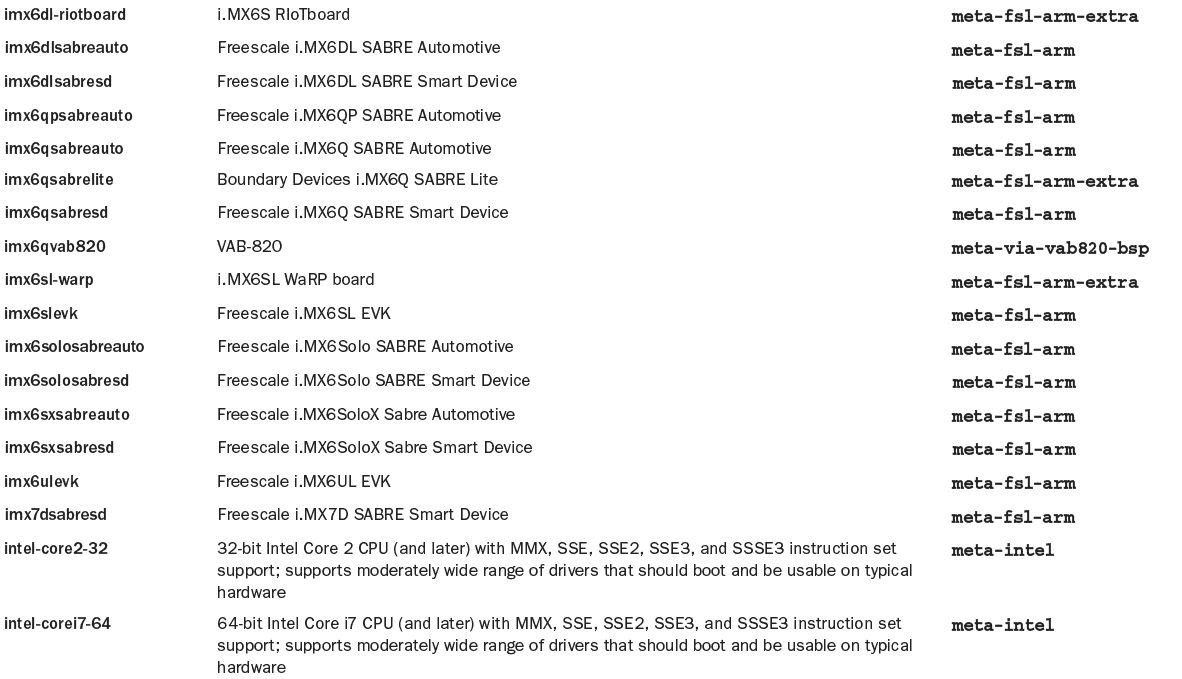 imx6dl-riotboard i.MX6S RIoTboard meta-fsl-arm-extra
imx6dlsabreauto Freescale i.MX6DL SABRE Automotive meta-fsl-arm
imx6dlsabresd Freescale i.MX6DL SABRE Smart Device meta-fsl-arm
imx6qpsabreauto Freescale i.MX6QP SABRE Automotive meta-fsl-arm
imx6qsabreauto Freescale i.MX6Q SABRE Automotive meta-fsl-arm
imx6qsabrelite Boundary Devices i.MX6Q SABRE Lite meta-fsl-arm-extra
imx6qsabresd Freescale i.MX6Q SABRE Smart Device meta-fsl-arm
imx6qvab820 VAB-820 meta-via-vab820-bsp
imx6sl-warp i.MX6SL WaRP board meta-fsl-arm-extra
imx6slevk Freescale i.MX6SL EVK meta-fsl-arm
imx6solosabreauto Freescale i.MX6Solo SABRE Automotive meta-fsl-arm
imx6solosabresd Freescale i.MX6Solo SABRE Smart Device meta-fsl-arm
imx6sxsabreauto Freescale i.MX6SoloX Sabre Automotive meta-fsl-arm
imx6sxsabresd Freescale i.MX6SoloX Sabre Smart Device meta-fsl-arm
imx6ulevk Freescale i.MX6UL EVK meta-fsl-arm
imx7dsabresd Freescale i.MX7D SABRE Smart Device meta-fsl-arm
intel-core2-32 32-bit Intel Core 2 CPU (and later) with MMX, SSE, SSE2, SSE3, and SSSE3 instruction set meta-intel
support; supports moderately wide range of drivers that should boot and be usable on typical
hardware
intel-corei7-64 64-bit Intel Core i7 CPU (and later) with MMX, SSE, SSE2, SSE3, and SSSE3 instruction set meta-intel
support; supports moderately wide range of drivers that should boot and be usable on typical
hardware